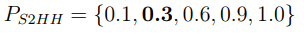 P_{S2HH} = {0.1, 0.3, 0.6, 0.9, 1.0}